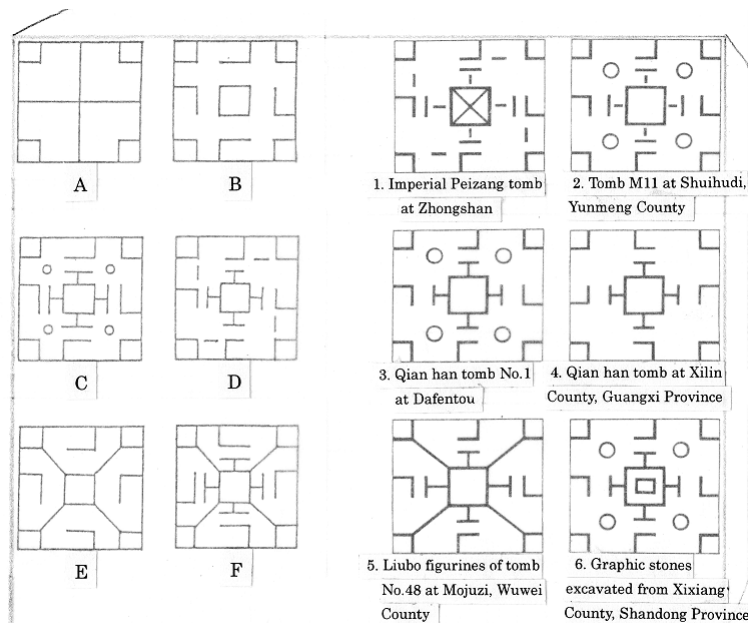 A
B
C
D
E
F
1. Imperial Peizang tomb
at Zhongshan
2. Tomb M11 at Shuihudi,
Yunmeng County
3. Qian han tomb No.1
at Dafentou
4. Qian han tomb at Xilin
County, Guangxi Province
5. Liubo figurines of tomb
No.48 at Mojuzi, Wuwei
County
6. Graphic stones
excavated from Xixiang
County, Shandong Province